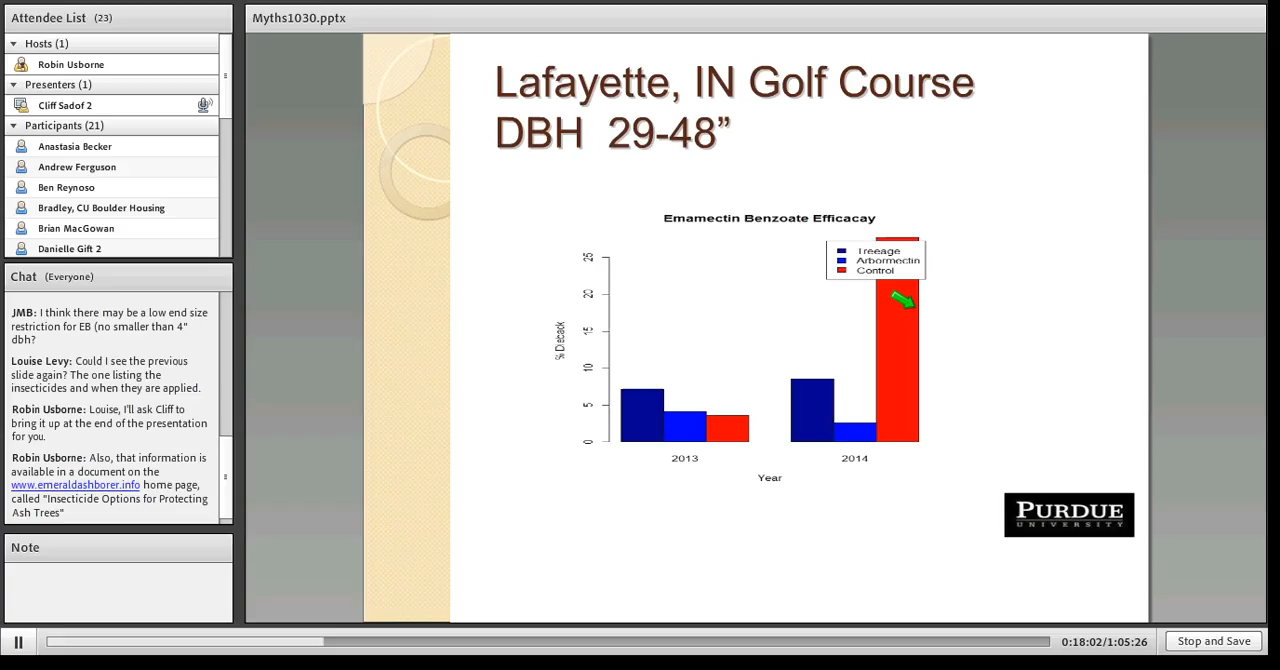 Attendee List (23)
Hosts (1)
Robin Usborne
Presenters (1)
Cliff Sadof 2
Participants (21)
Anastasia Becker
Andrew Ferguson
Ben Reynoso
Bradley, CU Boulder Housing
Brian MacGowan
Danielle Gift 2
Chat (Everyone)
JMB: I think there may be a low end size
restriction for EB (no smaller than 4"
dbh?
Louise Levy: Could I see the previous
slide again? The one listing the
insecticides and when they are applied.
Robin Usborne: Louise, I'll ask Cliff to
bring it up at the end of the presentation
for you.
Robin Usborne: Also, that information is
available in a document on the
www.emeraldashborer.info home page,
called "Insecticide Options for Protecting
Ash Trees"
Note
Myths1030.pptx
Lafayette, IN Golf Course
DBH 29-48”
Emamectin Benzoate Efficacay
Treeage
Arbormectin
Control
% Dieback
25
20
15
10
5
0
2013 2014
Year
PURDUE
UNIVERSITY
0:18:02/1:05:26
Stop and Save